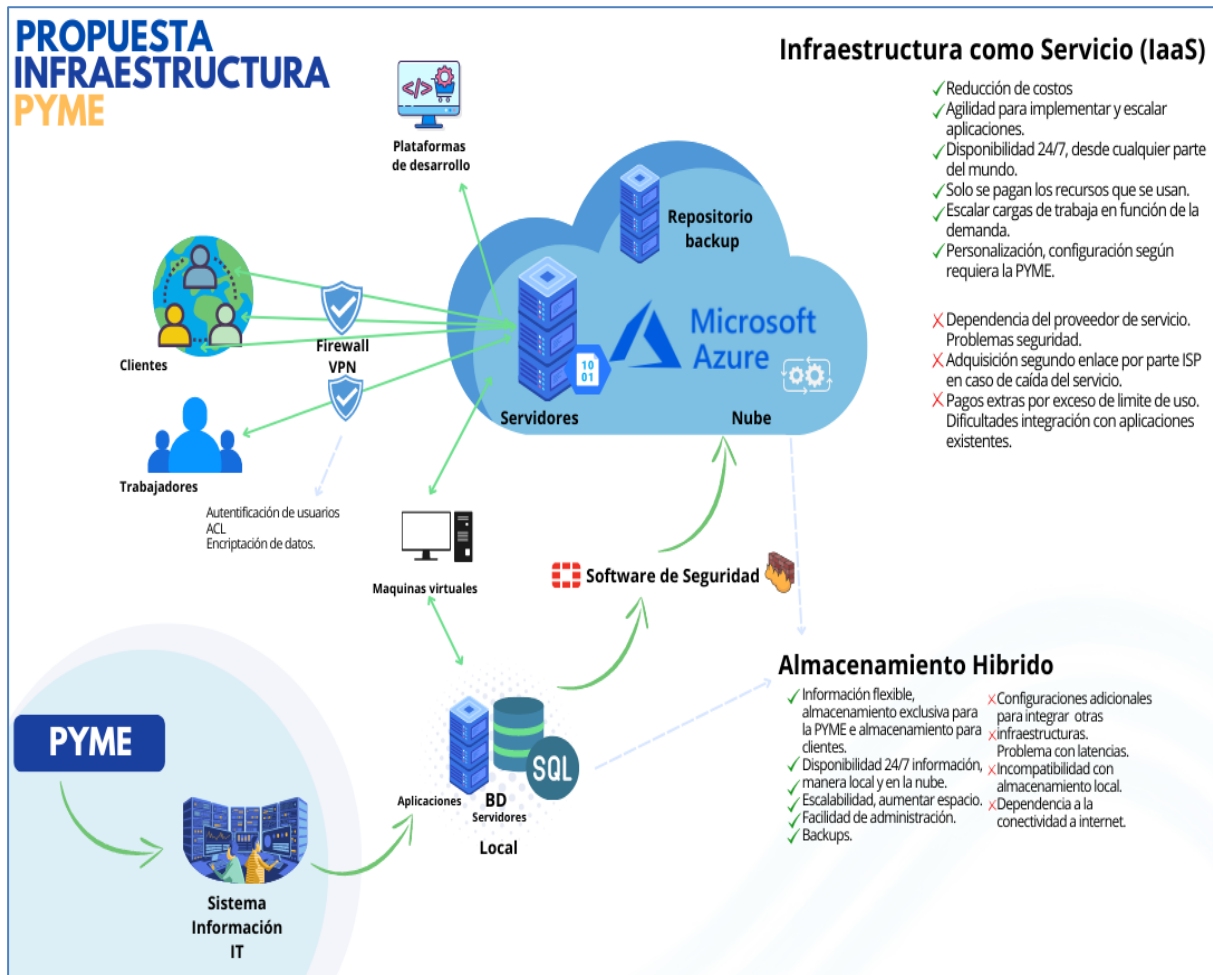 PROPUESTA
INFRAESTRUCTURA
PYME
Plataformas
de desarrollo
Clientes
Firewall
VPN
Trabajadores
Autentificación de usuarios
ACL
Encriptación de datos.
Repositorio
backup
Microsoft
Azure
10
01
Servidores
Nube
Maquinas virtuales
Software de Seguridad
PYME
Sistema
Información
IT
Aplicaciones
BD
Servidores
SQL
Local
Infraestructura como Servicio (IaaS)
Reducción de costos
Agilidad para implementar y escalar
aplicaciones.
Disponibilidad 24/7, desde cualquier parte
del mundo.
Solo se pagan los recursos que se usan.
Escalar cargas de trabaja en función de la
demanda.
Personalización, configuración según
requiera la PYME.
Dependencia del proveedor de servicio.
Problemas seguridad.
Adquisición segundo enlace por parte ISP
en caso de caída del servicio.
Pagos extras por exceso de limite de uso.
Dificultades integración con aplicaciones
existentes.
Almacenamiento Hibrido
Información flexible,
almacenamiento exclusiva para
la PYME e almacenamiento para
clientes.
Disponibilidad 24/7 información,
manera local y en la nube.
Escalabilidad, aumentar espacio.
Facilidad de administración.
Backups.
Configuraciones adicionales
para integrar otras
infraestructuras.
Problema con latencias.
Incompatibilidad con
almacenamiento local.
Dependencia a la
conectividad a internet.